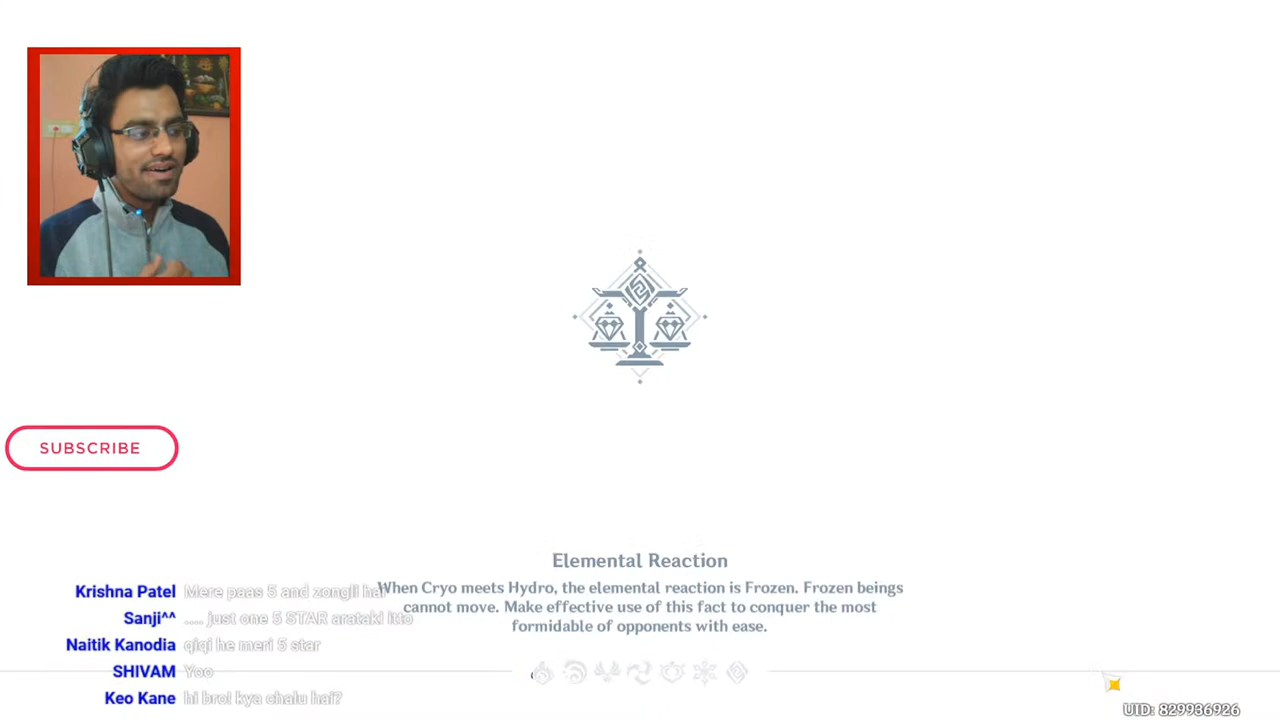 SUBSCRIBE
Elemental Reaction
When Cryo meets Hydro, the elemental reaction is Frozen. Frozen beings
cannot move. Make effective use of this fact to conquer the most
formidable of opponents with ease.
Krishna Patel Mere paas 5 and zongli hai
Sanji^^ .... just one 5 STAR arataki itto
Naitik Kanodia qiqi he meri 5 star
SHIVAM Yoo
Keo Kane hi bro! kya chalu hai?
UID: 829936926